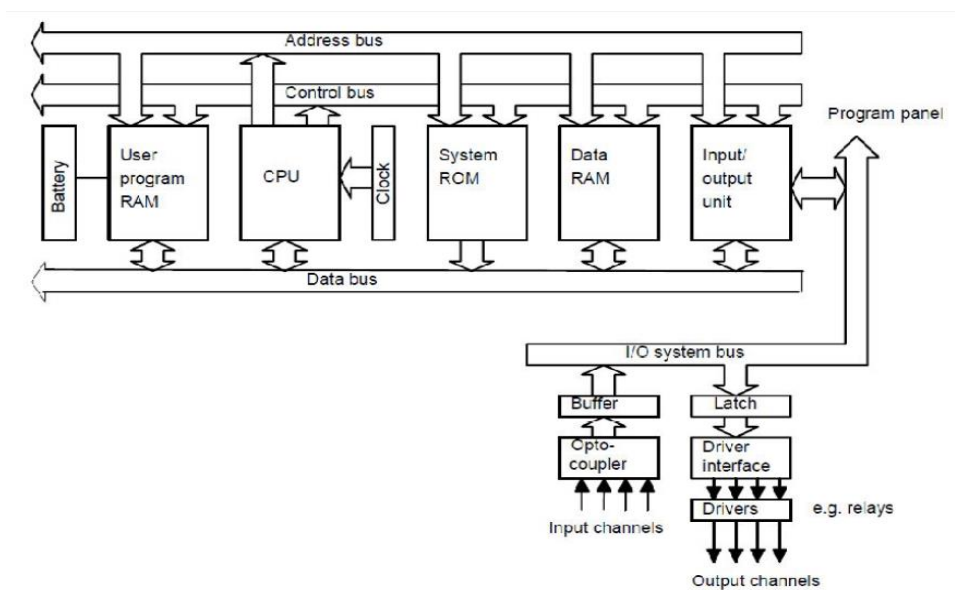 Address bus
Control bus
Program panel
Battery
User
program
RAM
CPU
Clock
System
ROM
Data
RAM
Input/
output
unit
Data bus
I/O system bus
Buffer
Latch
Opto-
coupler
Driver
interface
Drivers
e.g. relays
Input channels
Output channels